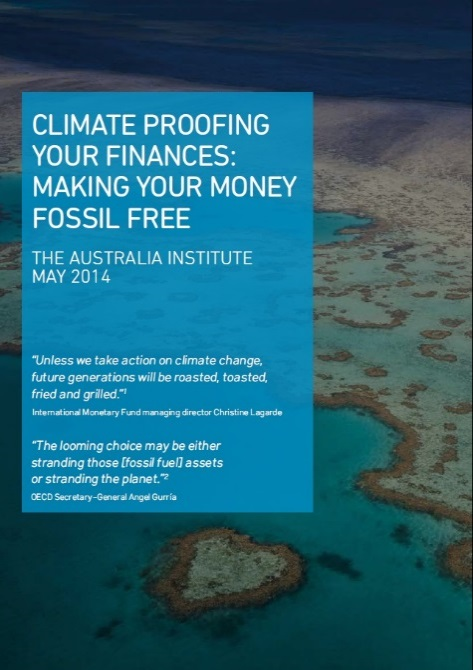 CLIMATE PROOFING
YOUR FINANCES:
MAKING YOUR MONEY
FOSSIL FREE
THE AUSTRALIA INSTITUTE
MAY 2014
“Unless we take action on climate change,
future generations will be roasted, toasted,
fried and grilled.”1
International Monetary Fund managing director Christine Lagarde
“The looming choice may be either
stranding those [fossil fuel] assets
or stranding the planet.”2
OECD Secretary–General Angel Gurría